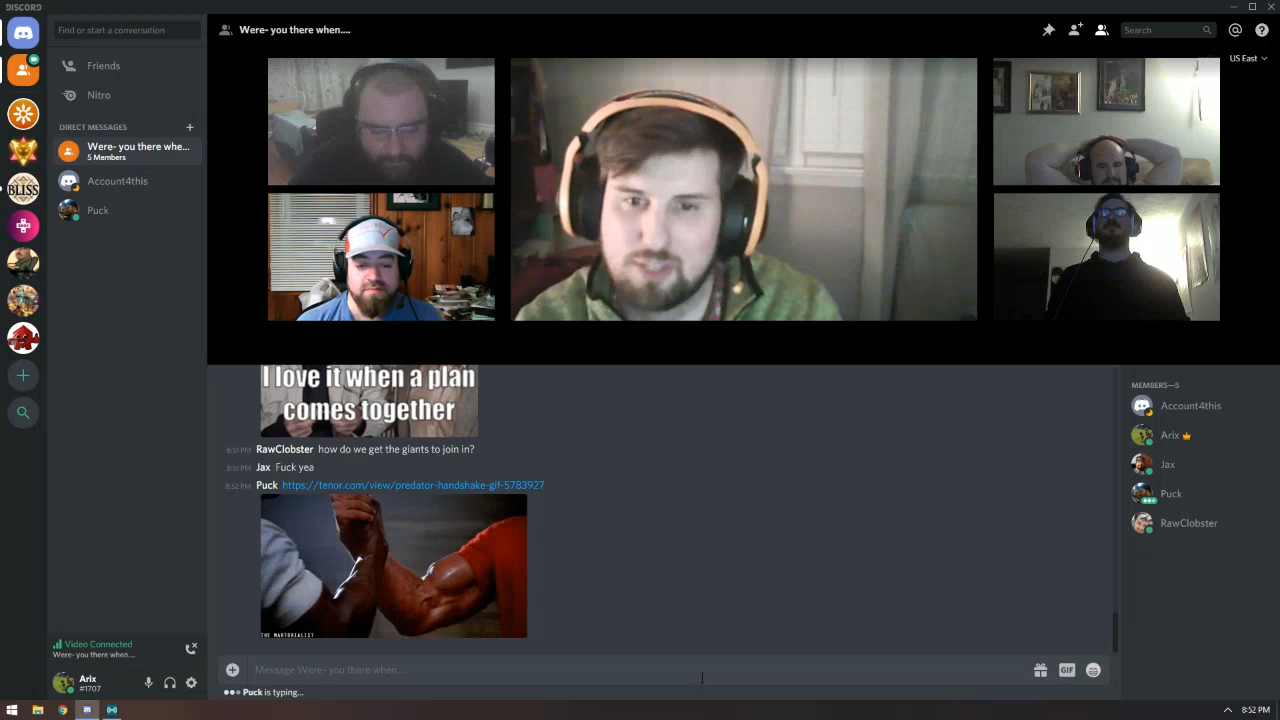 DISCORD
Find or start a conversation
Friends
Nitro
DIRECT MESSAGES
Were- you there whe...
5 Members
Account4this
Puck
BLISS
Video Connected
Were- you there when....
Arix
#1707
Were- you there when....
Search
US East
I love it when a plan
comes together
8:51 PM RawClobster how do we get the giants to join in?
8:51 PM Jax Fuck yea
8:52 PM Puck https://tenor.com/view/predator-handshake-gif-5783927
THE MARTORIALIST
Message Were- you there when....
GIF
Puck is typing...
MEMBERS—5
Account4this
Arix
Jax
Puck
RawClobster
8:52 PM